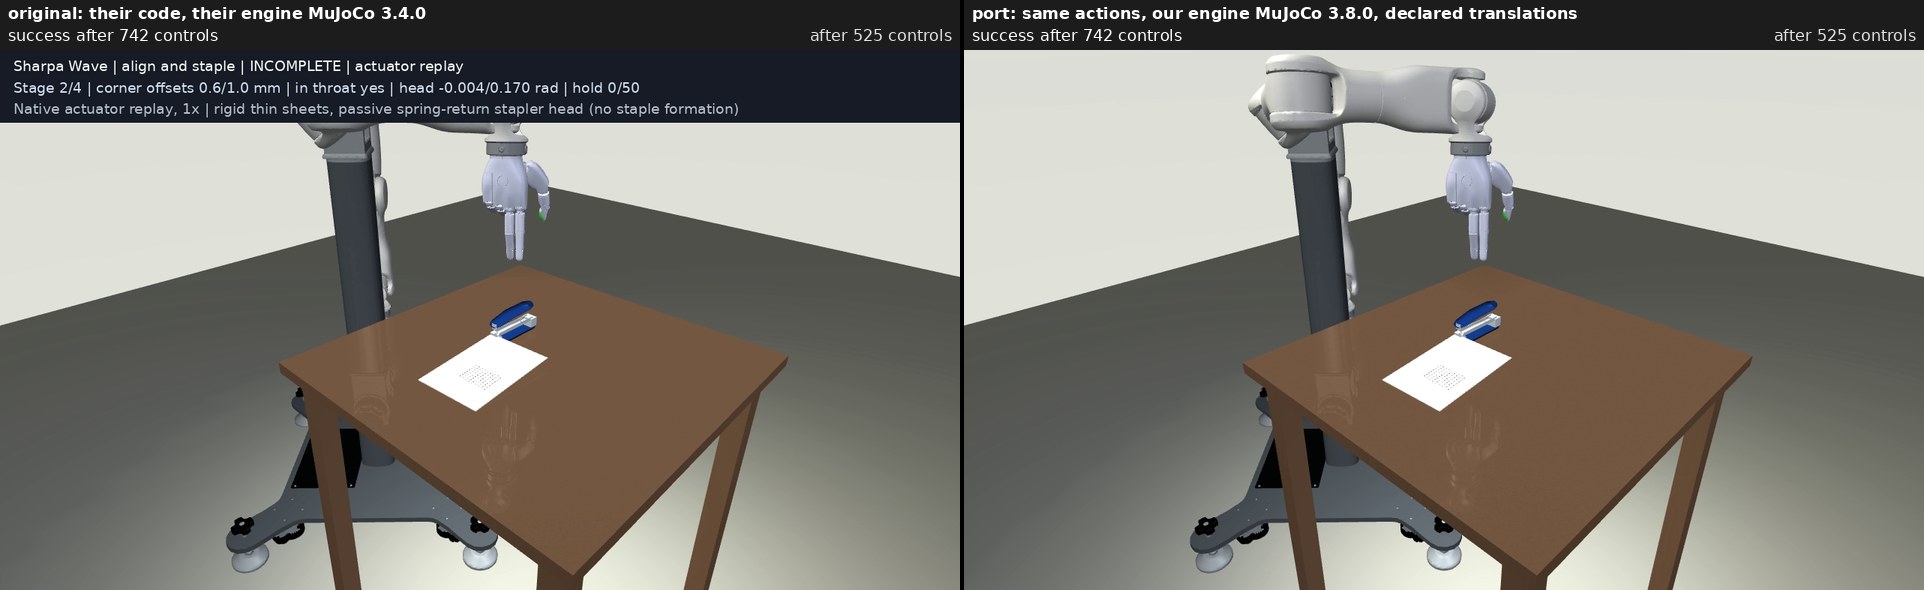 original: their code, their engine MuJoCo 3.4.0
success after 742 controls
after 525 controls
Sharpa Wave | align and staple | INCOMPLETE | actuator replay
Stage 2/4 | corner offsets 0.6/1.0 mm | in throat yes | head -0.004/0.170 rad | hold 0/50
Native actuator replay, 1x | rigid thin sheets, passive spring-return stapler head (no staple formation)
port: same actions, our engine MuJoCo 3.8.0, declared translations
success after 742 controls
after 525 controls